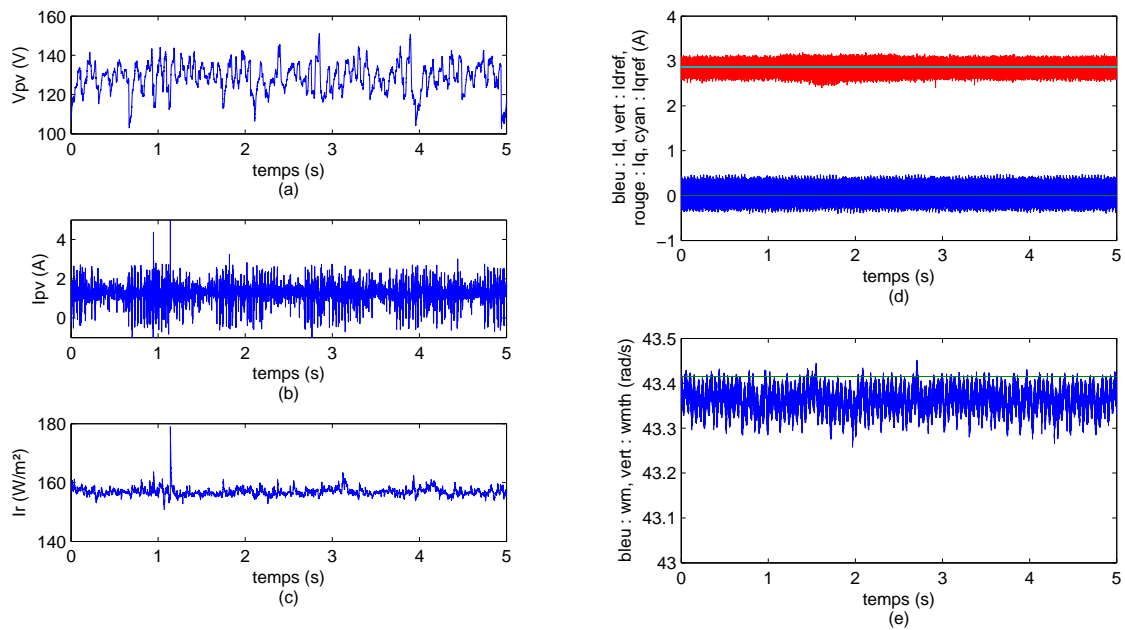 160
140
120
100
Vpv (V)
0 1 2 3 4 5
temps (s)
(a)
4
2
0
Ipv (A)
0 1 2 3 4 5
temps (s)
(b)
180
160
140
Ir (W/m²)
0 1 2 3 4 5
temps (s)
(c)
4
3
2
1
0
−1
bleu : Id, vert : Idref,
rouge : Iq, cyan : Iqref (A)
0 1 2 3 4 5
temps (s)
(d)
43.5
43.4
43.3
43.2
43.1
43
bleu : wm, vert : wmth (rad/s)
0 1 2 3 4 5
temps (s)
(e)